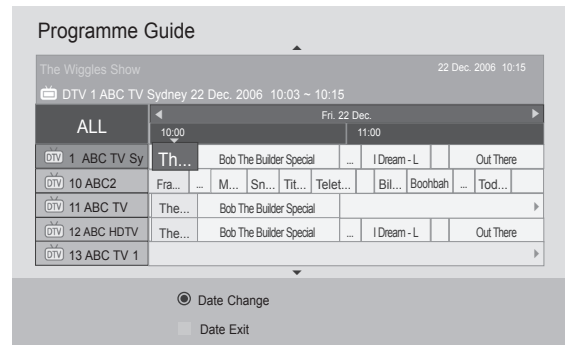 Programme Guide
The Wiggles Show 22 Dec. 2006 10:15
DTV 1 ABC TV Sydney 22 Dec. 2006 10:03 ~ 10:15
ALL
Fri. 22 Dec.
10:00 11:00
DTV 1 ABC TV Sy Th... Bob The Builder Special ... I Dream - L Out There
DTV 10 ABC2 Fra... ... M... Sn... Tit... Telet... Bil... Boohbah ... Tod...
DTV 11 ABC TV The... Bob The Builder Special
DTV 12 ABC HDTV The... Bob The Builder Special ... I Dream - L Out There
DTV 13 ABC TV 1
Date Change
Date Exit